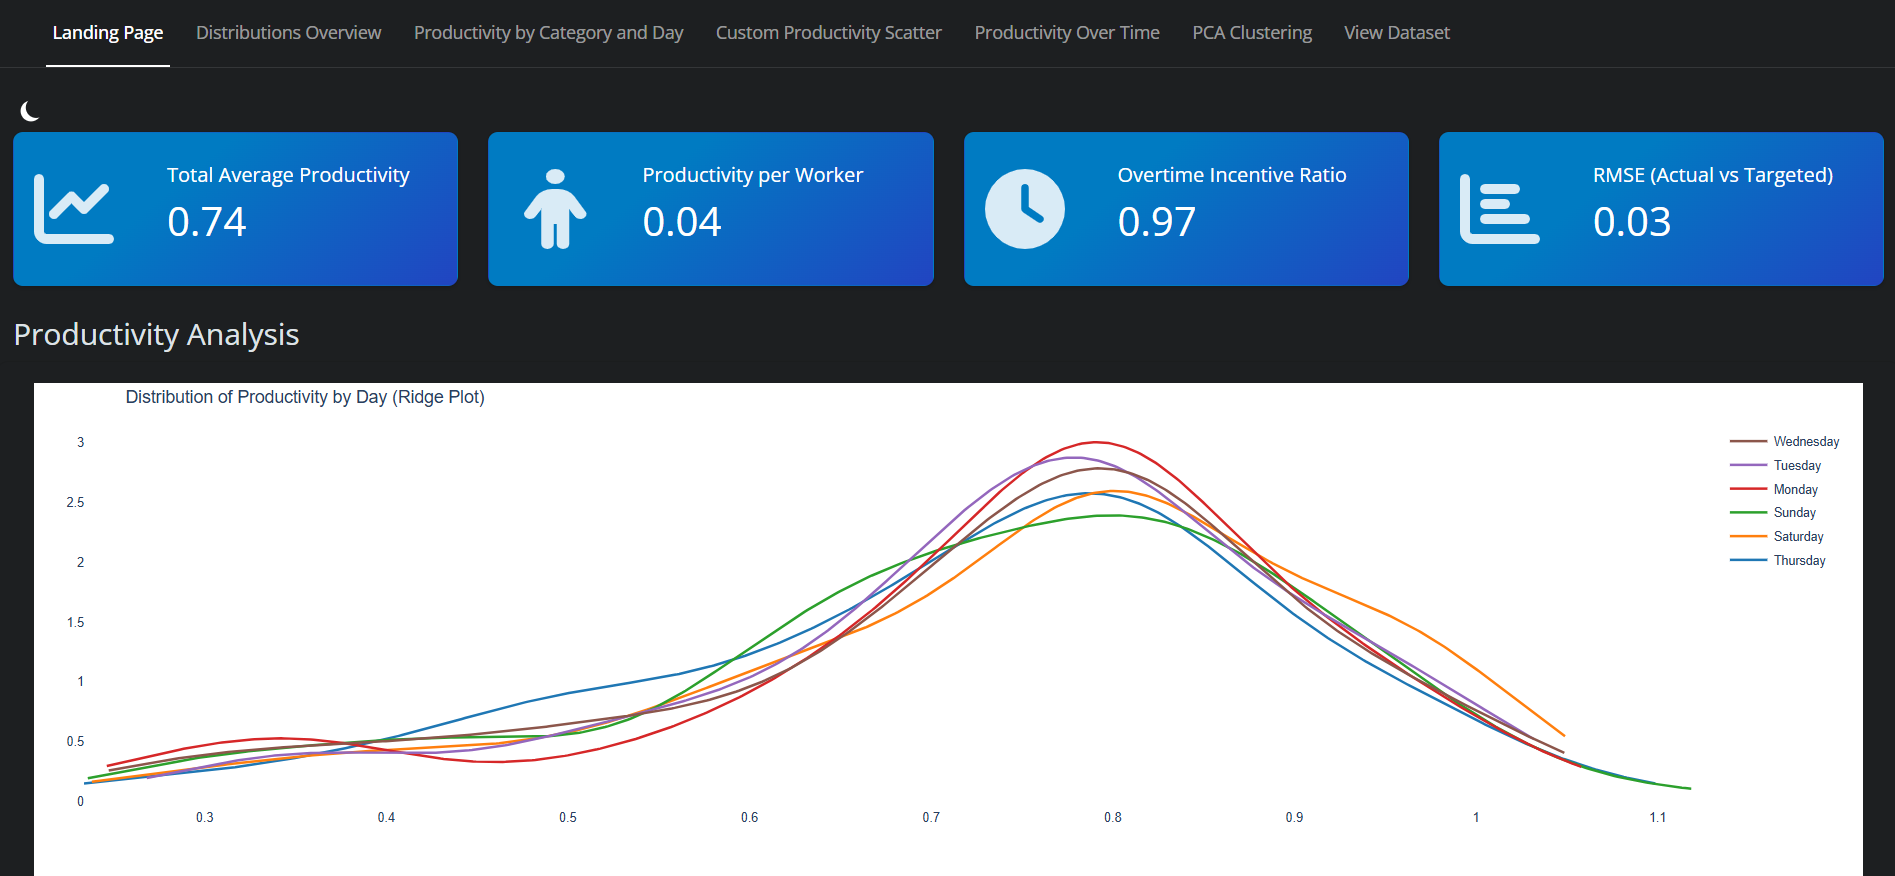 Landing Page Distributions Overview Productivity by Category and Day Custom Productivity Scatter Productivity Over Time PCA Clustering View Dataset
Total Average Productivity
0.74
Productivity per Worker
0.04
Overtime Incentive Ratio
0.97
RMSE (Actual vs Targeted)
0.03
Productivity Analysis
Distribution of Productivity by Day (Ridge Plot)
3
2.5
2
1.5
1
0.5
0
0.3 0.4 0.5 0.6 0.7 0.8 0.9 1 1.1
Wednesday
Tuesday
Monday
Sunday
Saturday
Thursday